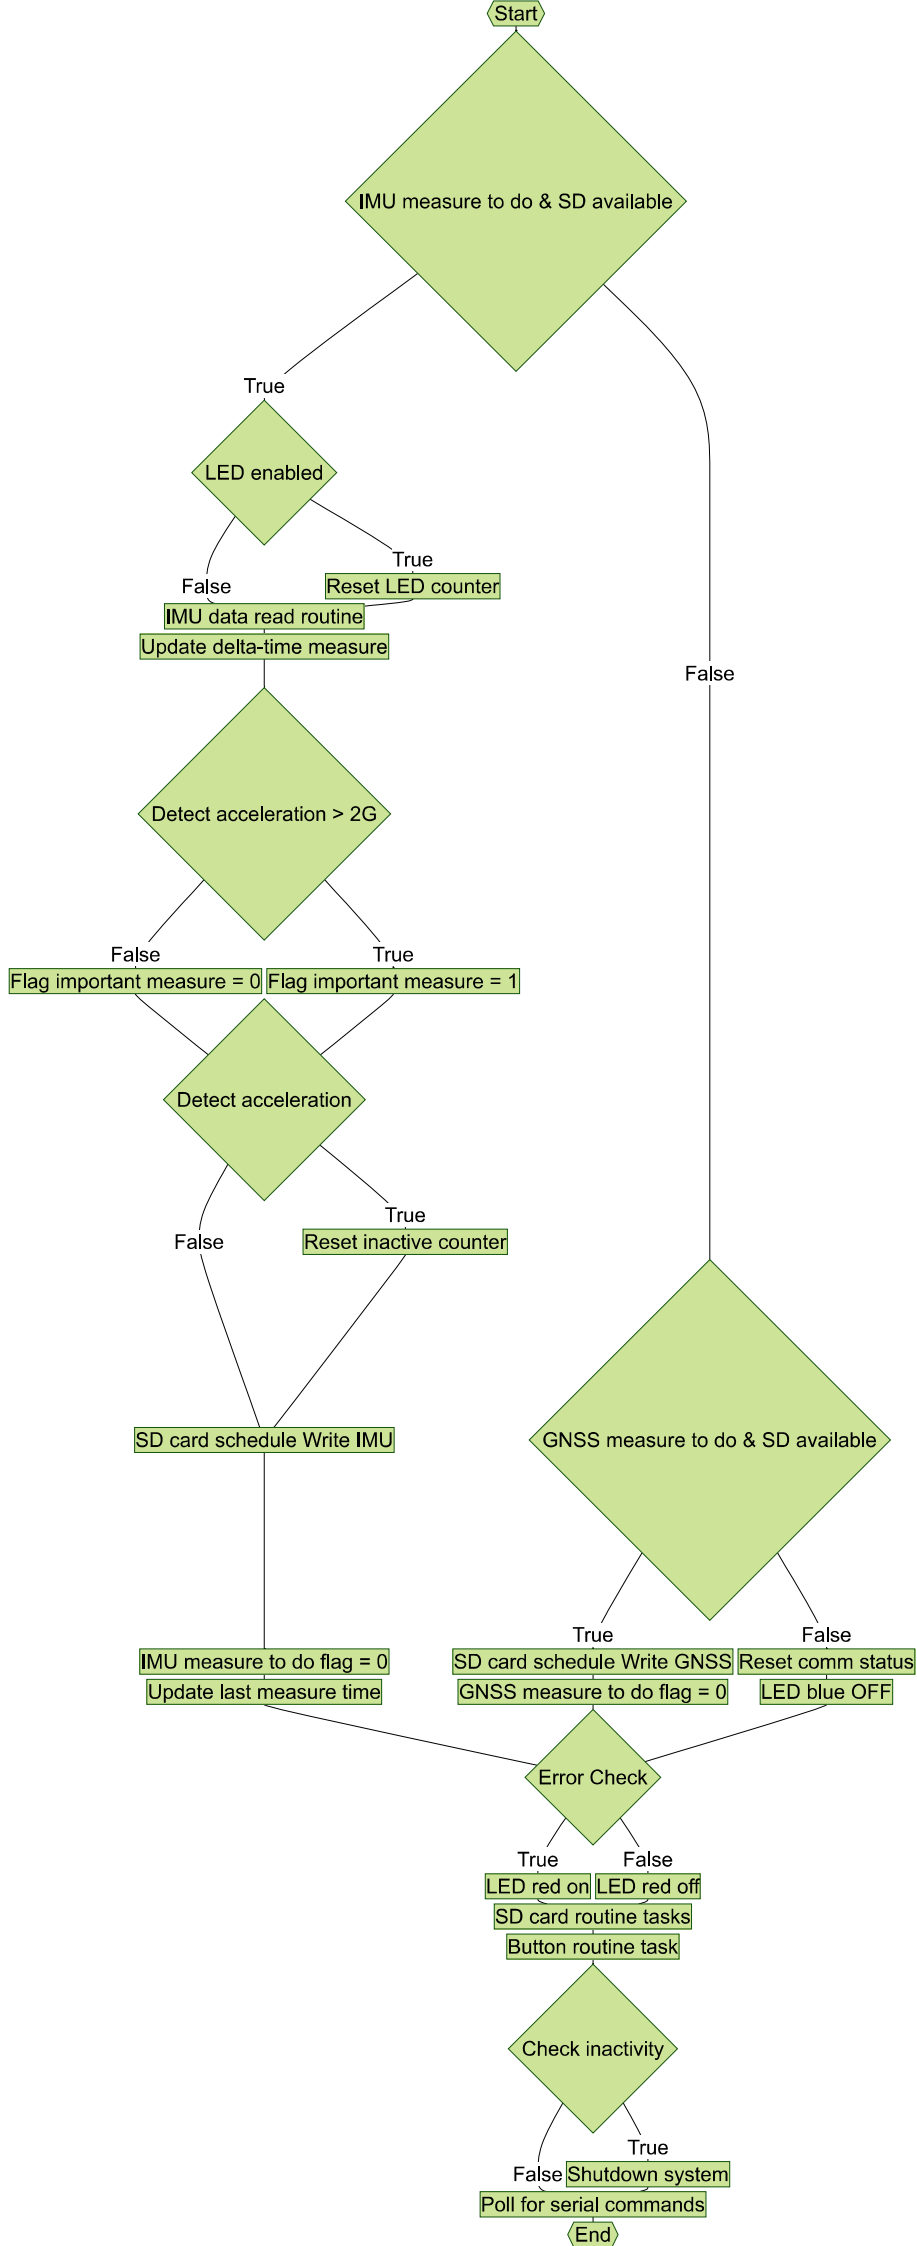 Start
IMU measure to do & SD available
True
LED enabled
True
False
Reset LED counter
IMU data read routine
Update delta-time measure
False
Detect acceleration > 2G
False
True
Flag important measure = 0
Flag important measure = 1
Detect acceleration
True
False
Reset inactive counter
SD card schedule Write IMU
GNSS measure to do & SD available
True
False
IMU measure to do flag = 0
SD card schedule Write GNSS
Reset comm status
Update last measure time
GNSS measure to do flag = 0
LED blue OFF
Error Check
True
False
LED red on
LED red off
SD card routine tasks
Button routine task
Check inactivity
True
False
Shutdown system
Poll for serial commands
End